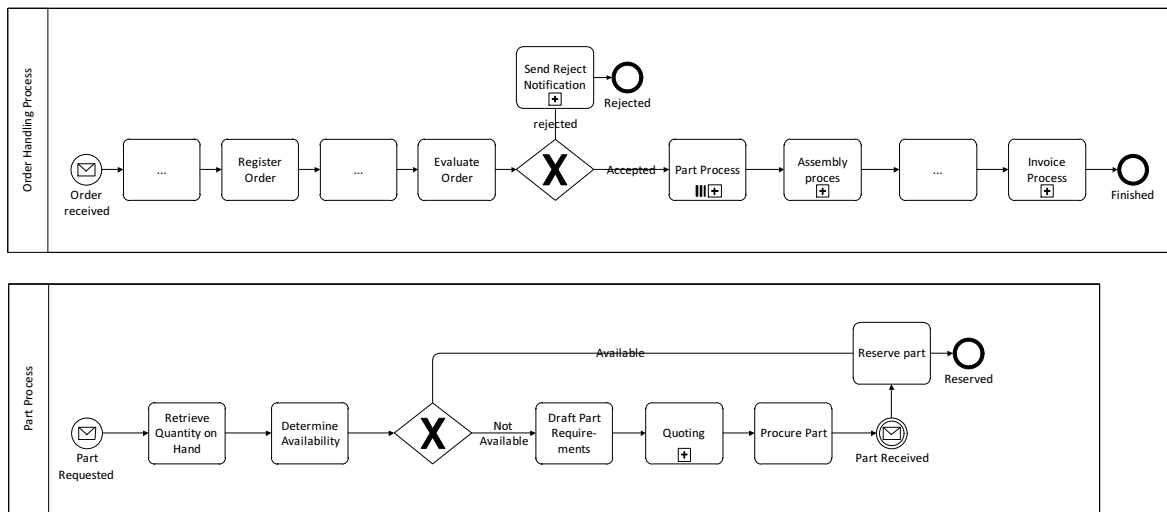 Order Handling Process
Send Reject
Notification
Rejected
rejected
...
Register
Order
...
Evaluate
Order
X
Accepted
Part Process
Assembly
proces
...
Invoice
Process
Order
received
Finished
Part Process
Available
Reserve part
Reserved
Retrieve
Quantity on
Hand
Determine
Availability
X
Not
Available
Draft Part
Require-
ments
Quoting
Procure Part
Part
Requested
Part Received